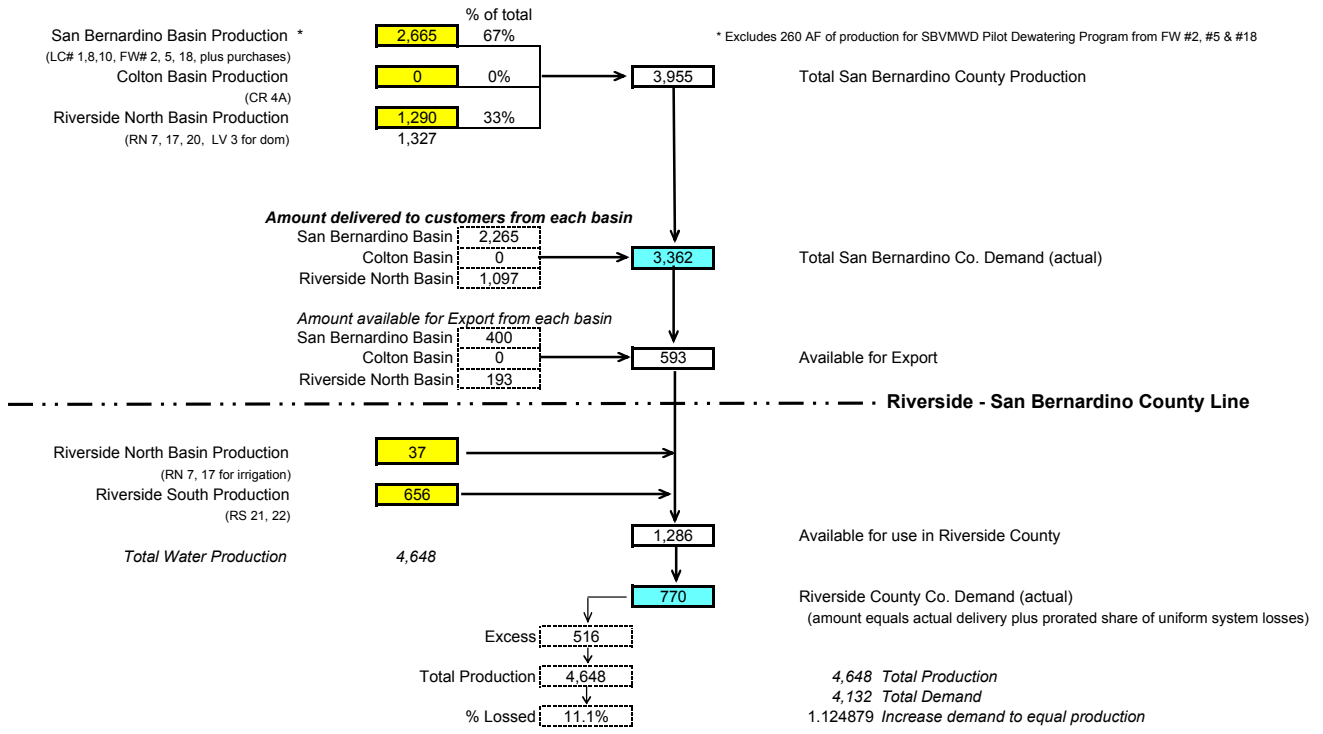 % of total
San Bernardino Basin Production * 2,665 67% * Excludes 260 AF of production for SBVMWD Pilot Dewatering Program from FW #2, #5 & #18
(LC# 1,8,10, FW# 2, 5, 18, plus purchases)
Colton Basin Production 0 0% 3,955 Total San Bernardino County Production
(CR 4A)
Riverside North Basin Production 1,290 33%
(RN 7, 17, 20, LV 3 for dom) 1,327
Amount delivered to customers from each basin
San Bernardino Basin 2,265
Colton Basin 0 3,362 Total San Bernardino Co. Demand (actual)
Riverside North Basin 1,097
Amount available for Export from each basin
San Bernardino Basin 400
Colton Basin 0 593 Available for Export
Riverside North Basin 193
Riverside - San Bernardino County Line
Riverside North Basin Production 37
(RN 7, 17 for irrigation)
Riverside South Production 656
(RS 21, 22)
1,286 Available for use in Riverside County
Total Water Production 4,648
770 Riverside County Co. Demand (actual)
(amount equals actual delivery plus prorated share of uniform system losses)
Excess 516
Total Production 4,648 4,648 Total Production
4,132 Total Demand
% Lossed 11.1% 1.124879 Increase demand to equal production